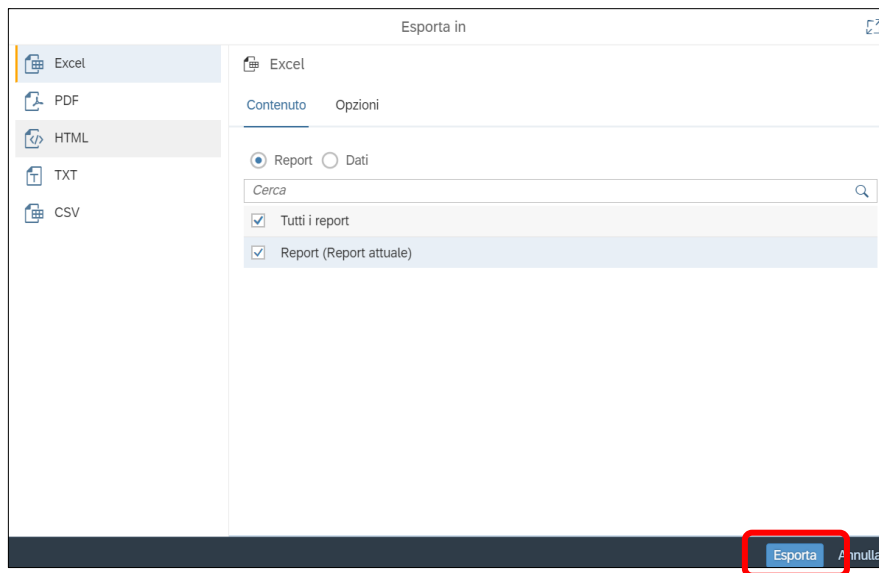 Esporta in
Excel
PDF
HTML
TXT
CSV
Excel
Contenuto Opzioni
Report Dati
Cerca
Tutti i report
Report (Report attuale)
Esporta Annulla